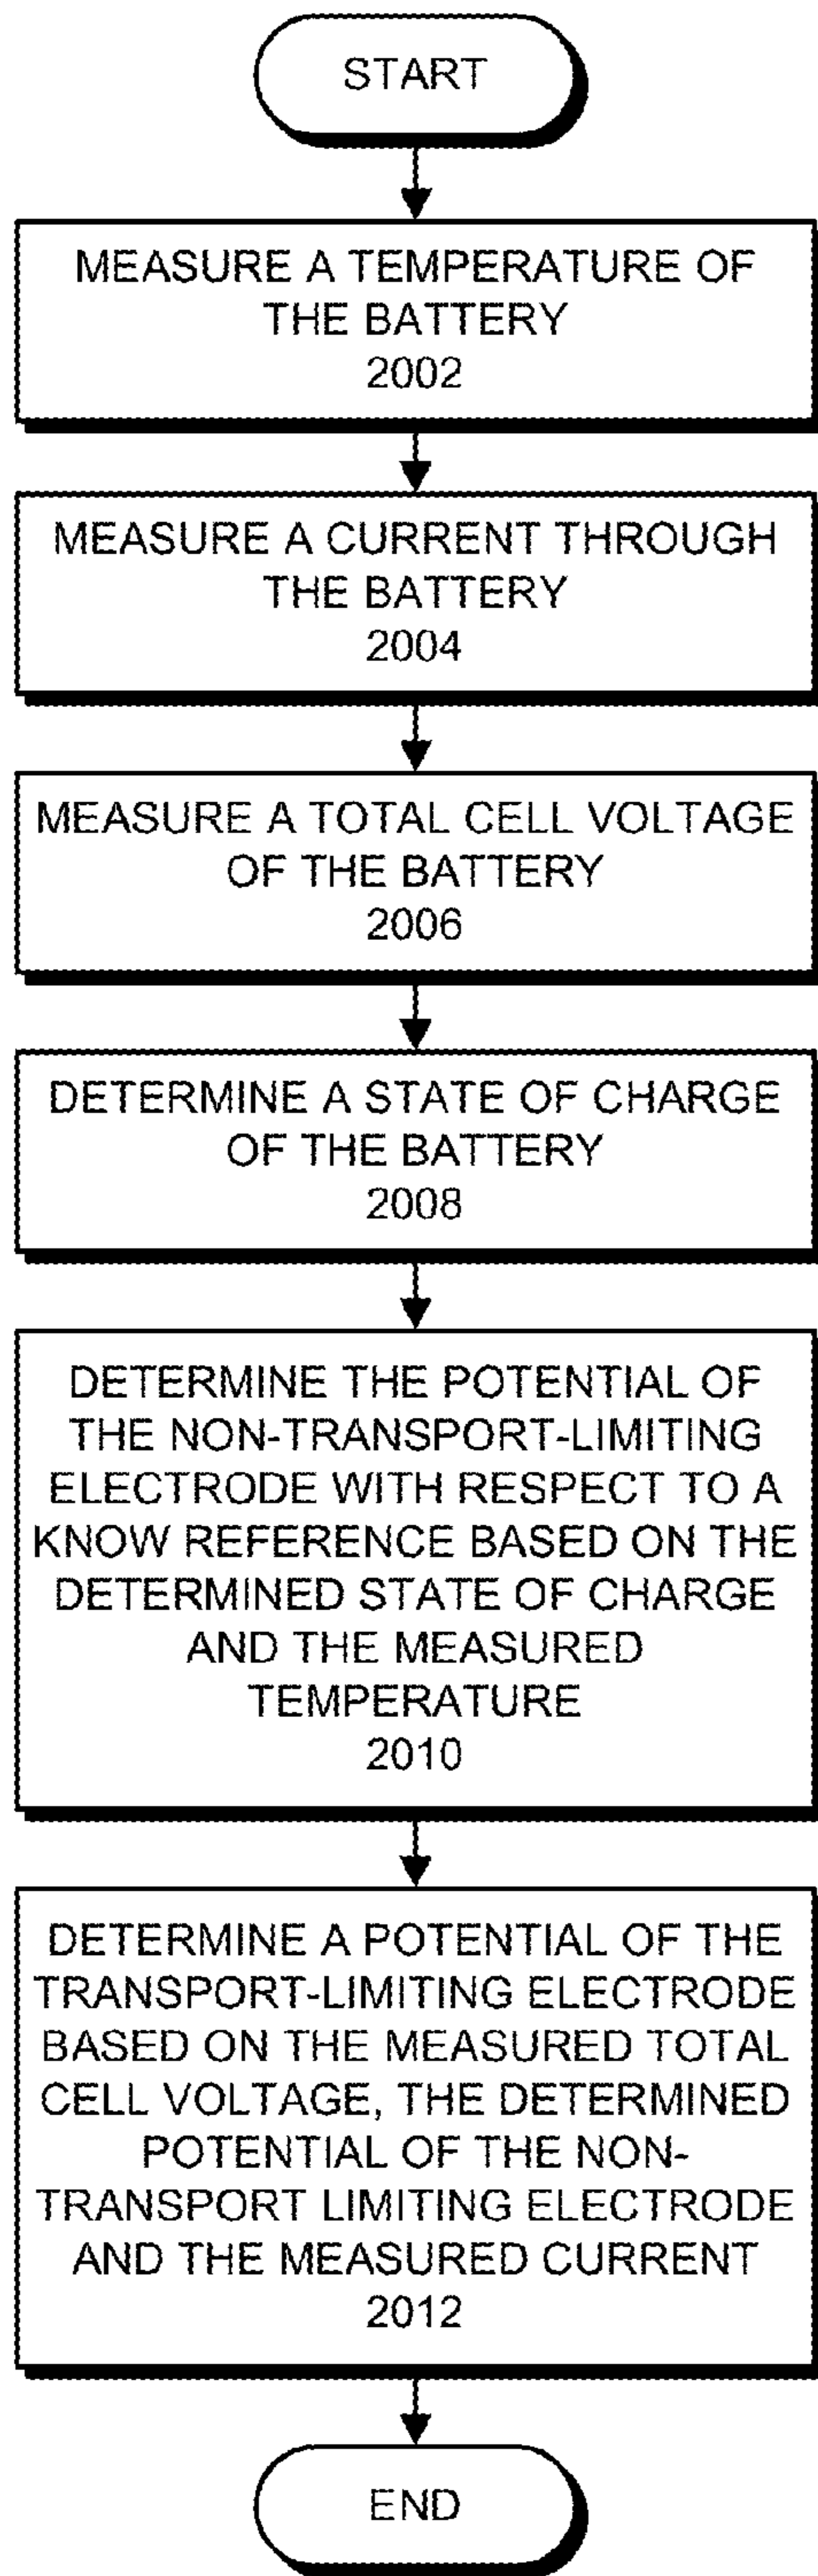 START
MEASURE A TEMPERATURE OF
THE BATTERY
2002
MEASURE A CURRENT THROUGH
THE BATTERY
2004
MEASURE A TOTAL CELL VOLTAGE
OF THE BATTERY
2006
DETERMINE A STATE OF CHARGE
OF THE BATTERY
2008
DETERMINE THE POTENTIAL OF
THE NON-TRANSPORT-LIMITING
ELECTRODE WITH RESPECT TO A
KNOW REFERENCE BASED ON THE
DETERMINED STATE OF CHARGE
AND THE MEASURED
TEMPERATURE
2010
DETERMINE A POTENTIAL OF THE
TRANSPORT-LIMITING ELECTRODE
BASED ON THE MEASURED TOTAL
CELL VOLTAGE, THE DETERMINED
POTENTIAL OF THE NON-
TRANSPORT LIMITING ELECTRODE
AND THE MEASURED CURRENT
2012
END